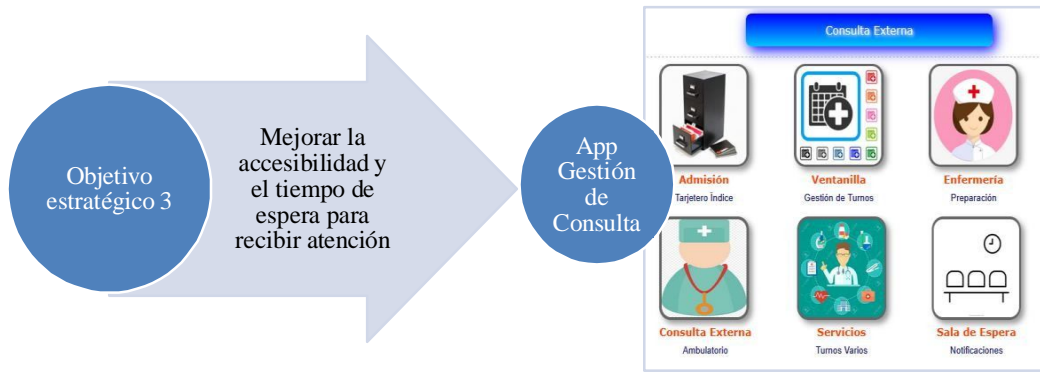 Objetivo
estratégico 3
Mejorar la
accesibilidad y
el tiempo de
espera para
recibir atención
App
Gestión
de
Consulta
Consulta Externa
Admisión
Tarjetero Índice
Ventanilla
Gestión de Turnos
Enfermería
Preparación
Consulta Externa
Ambulatorio
Servicios
Turnos Varios
Sala de Espera
Notificaciones